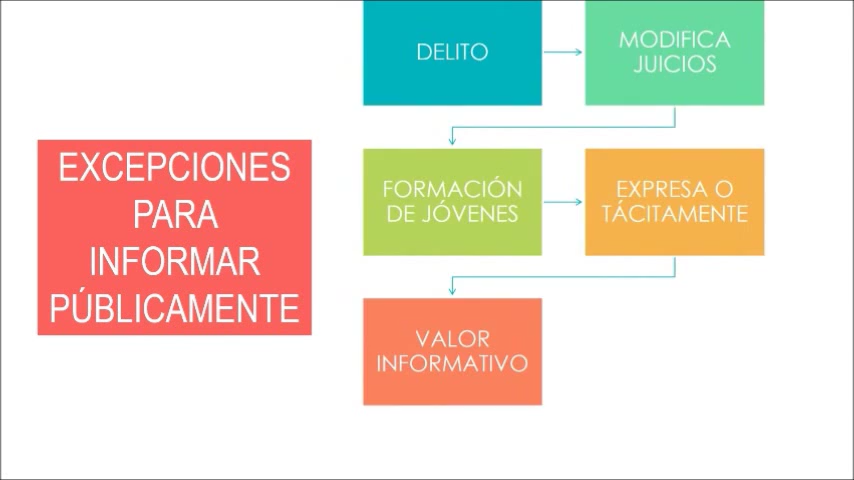 EXCEPCIONES
PARA
INFORMAR
PÚBLICAMENTE
DELITO
MODIFICA
JUICIOS
FORMACIÓN
DE JÓVENES
EXPRESA O
TÁCITAMENTE
VALOR
INFORMATIVO